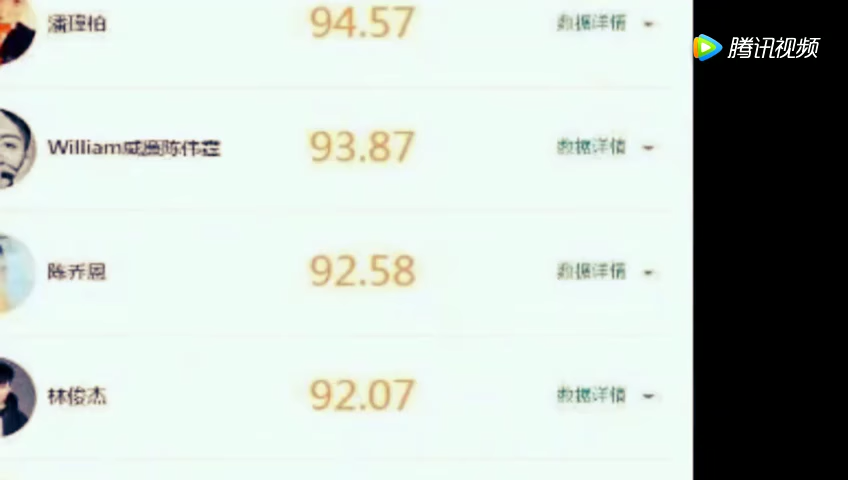 潘玮柏 94.57 数据详情
腾讯视频
William威廉陈伟霆 93.87 数据详情
陈乔恩 92.58 数据详情
林俊杰 92.07 数据详情